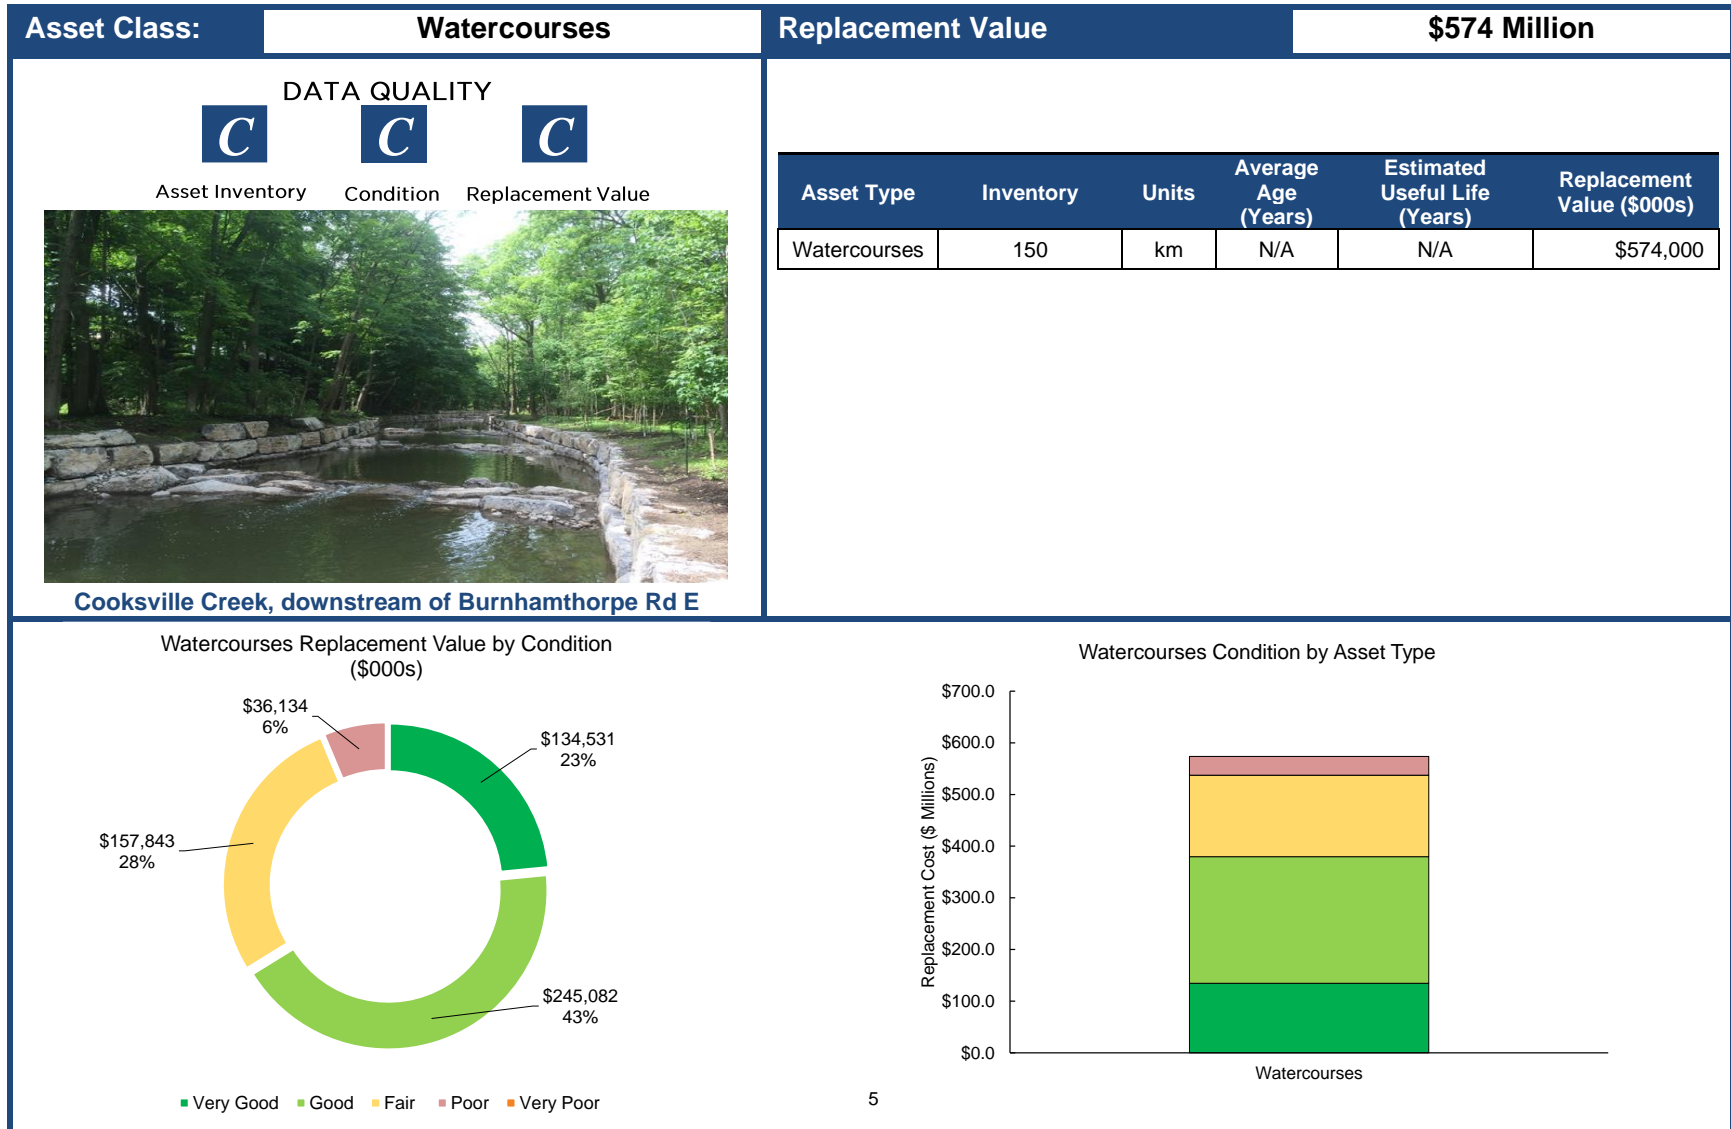 Asset Class:
Watercourses
Replacement Value
$574 Million
DATA QUALITY
C C C
Asset Inventory Condition Replacement Value
Cooksville Creek, downstream of Burnhamthorpe Rd E
Asset Type Inventory Units Average Age (Years) Estimated Useful Life (Years) Replacement Value ($000s)
Watercourses 150 km N/A N/A $574,000
Watercourses Replacement Value by Condition
($000s)
$36,134
6%
$134,531
23%
$157,843
28%
$245,082
43%
Very Good Good Fair Poor Very Poor
Watercourses Condition by Asset Type
Replacement Cost ($ Millions)
$700.0
$600.0
$500.0
$400.0
$300.0
$200.0
$100.0
$0.0
Watercourses
5